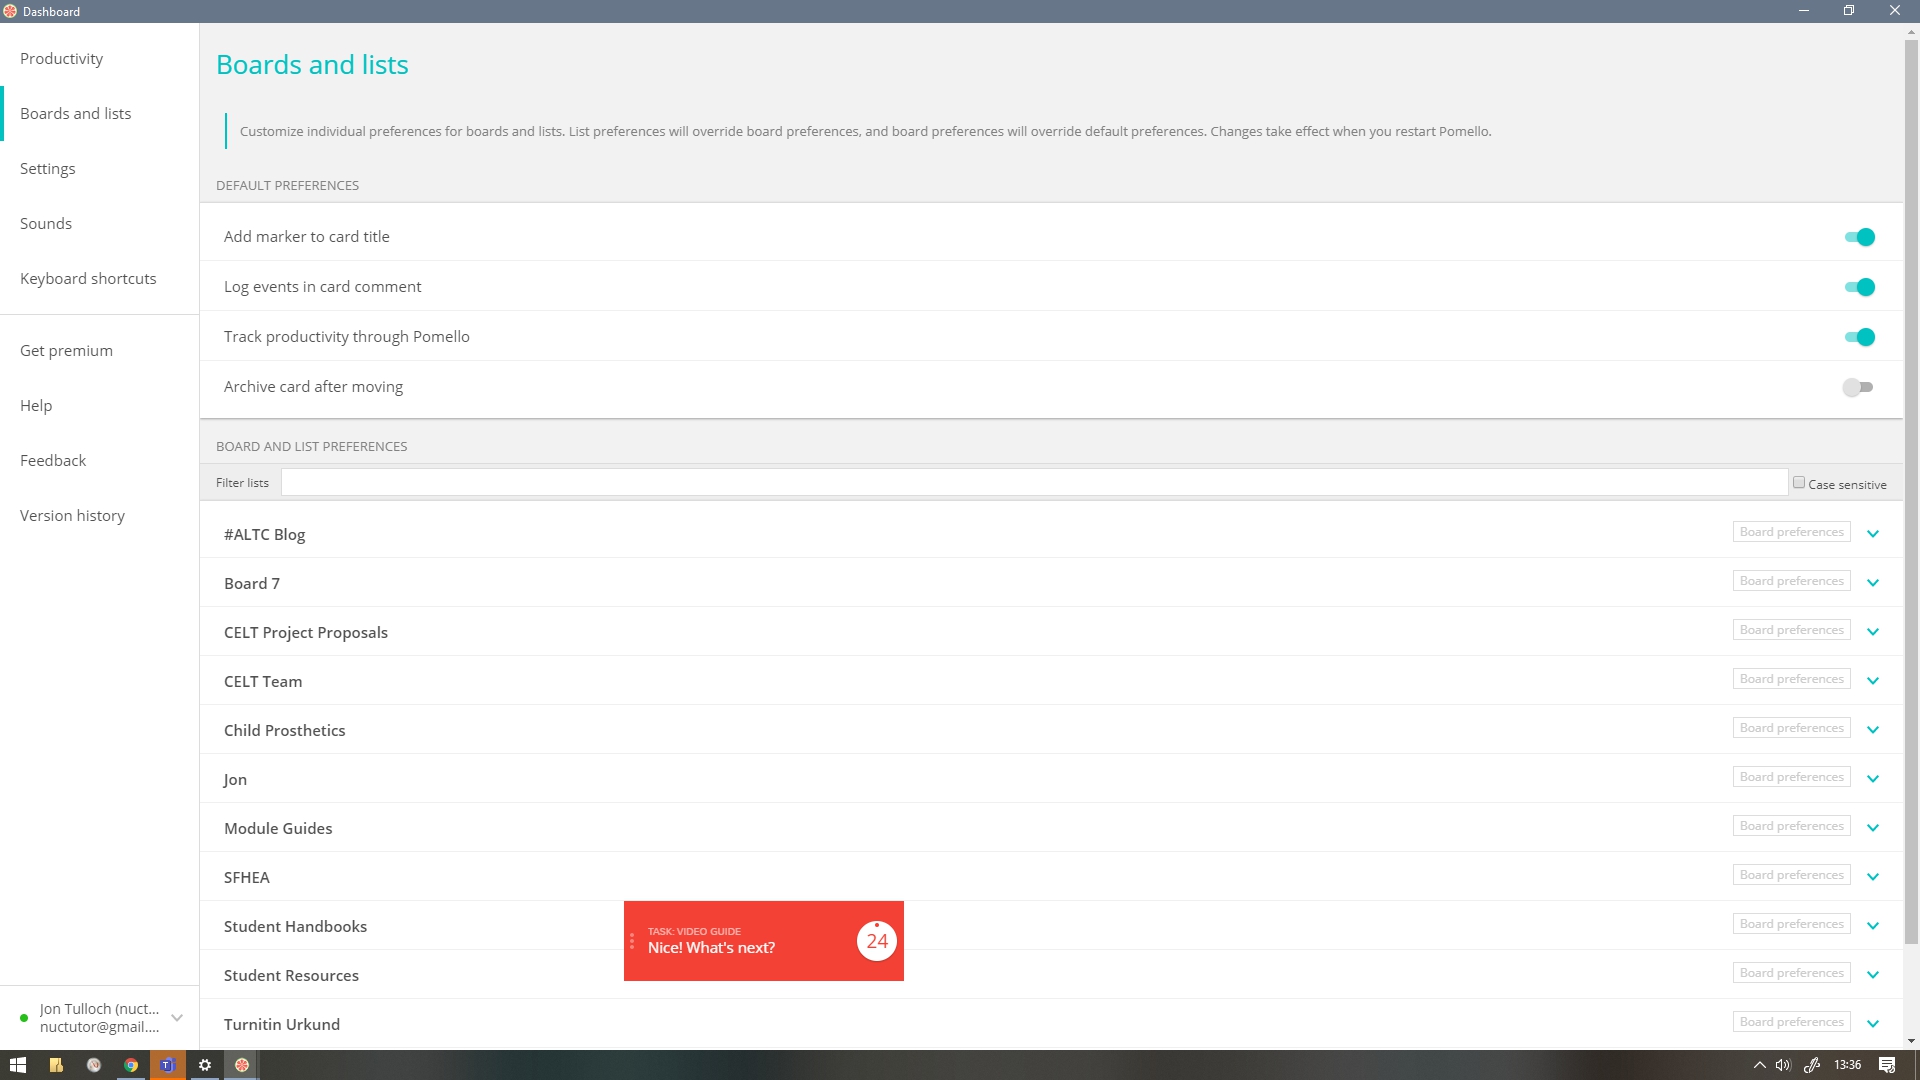 Dashboard
Productivity
Boards and lists
Settings
Sounds
Keyboard shortcuts
Get premium
Help
Feedback
Version history
Jon Tulloch (nuct...
nuctutor@gmail....
Boards and lists
Customize individual preferences for boards and lists. List preferences will override board preferences, and board preferences will override default preferences. Changes take effect when you restart Pomello.
DEFAULT PREFERENCES
Add marker to card title
Log events in card comment
Track productivity through Pomello
Archive card after moving
BOARD AND LIST PREFERENCES
Filter lists
Case sensitive
#ALTC Blog Board preferences
Board 7 Board preferences
CELT Project Proposals Board preferences
CELT Team Board preferences
Child Prosthetics Board preferences
Jon Board preferences
Module Guides Board preferences
SFHEA Board preferences
Student Handbooks Board preferences
TASK: VIDEO GUIDE
Nice! What's next?
24
Student Resources Board preferences
Turnitin Urkund Board preferences
13:36